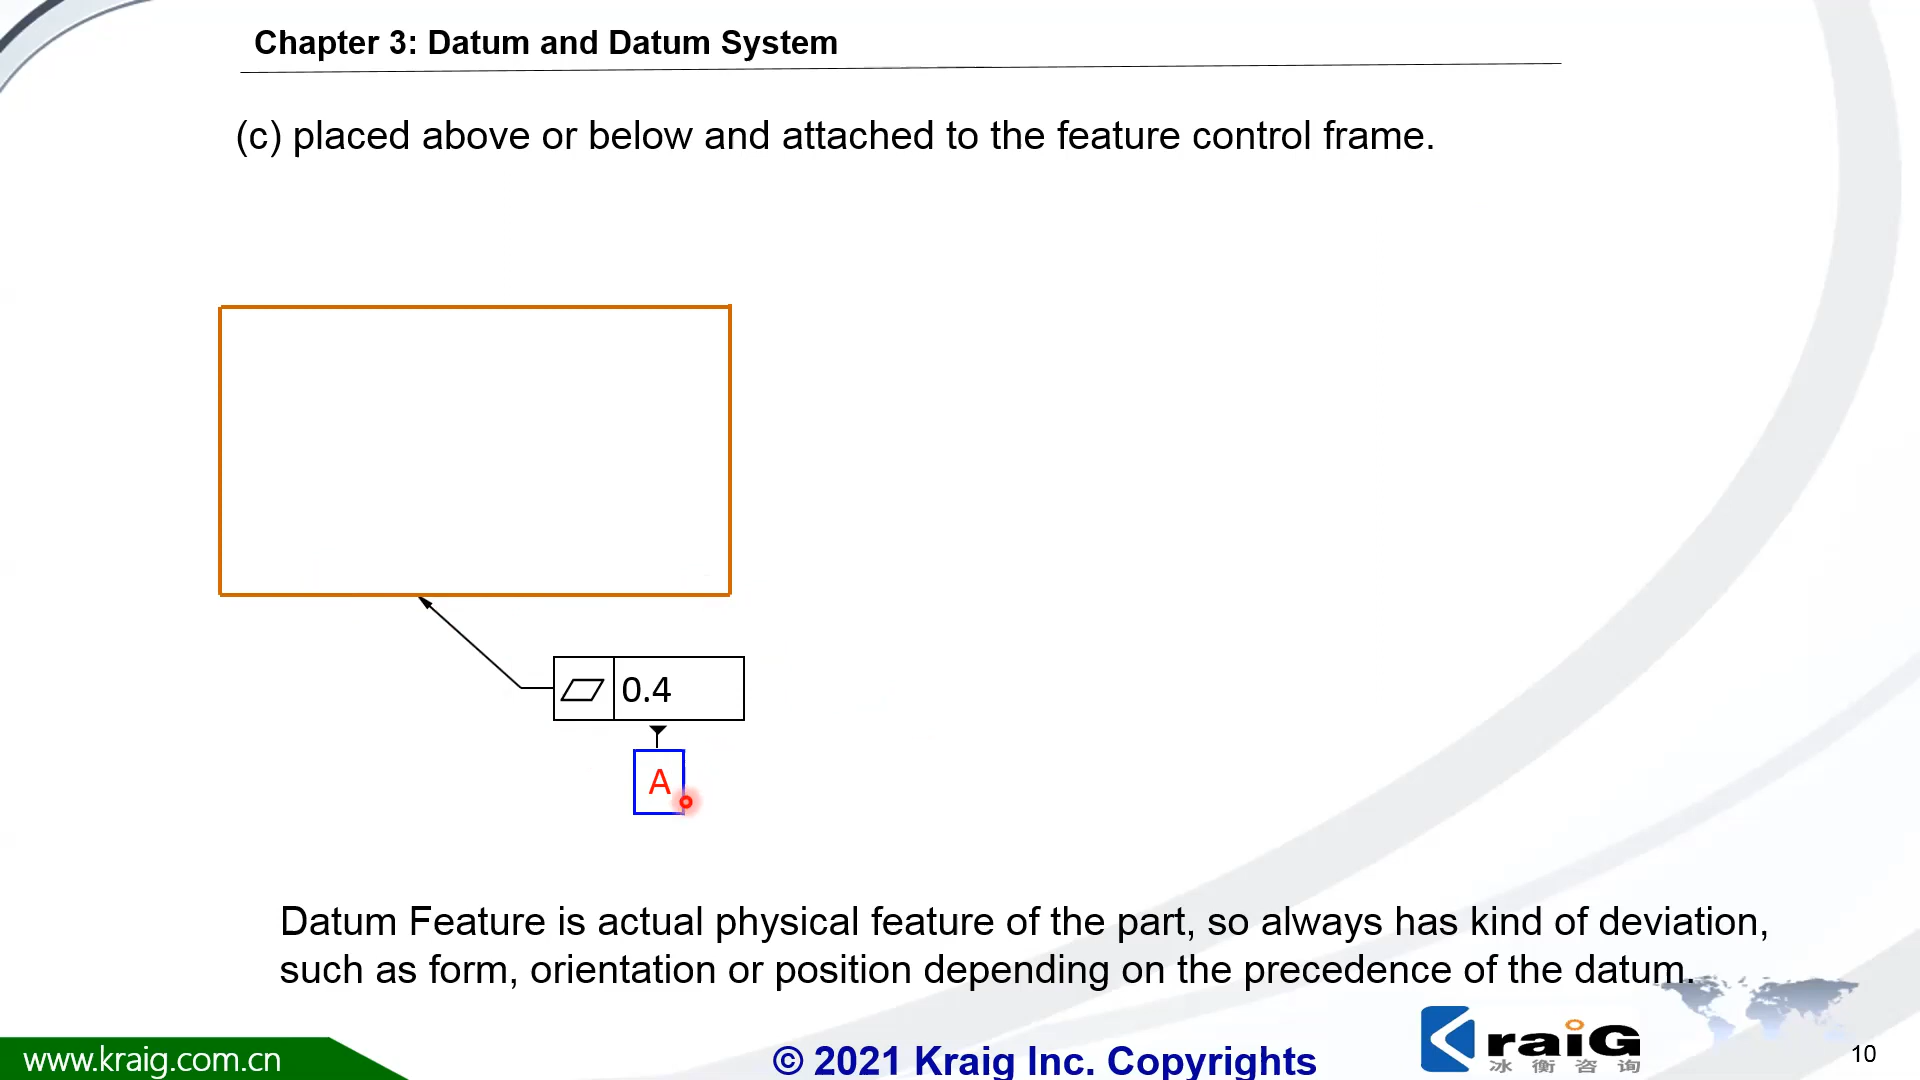 Chapter 3: Datum and Datum System
(c) placed above or below and attached to the feature control frame.
0.4
A
Datum Feature is actual physical feature of the part, so always has kind of deviation,
such as form, orientation or position depending on the precedence of the datum.
www.kraig.com.cn
© 2021 Kraig Inc. Copyrights
KraiG
冰衡咨询
10